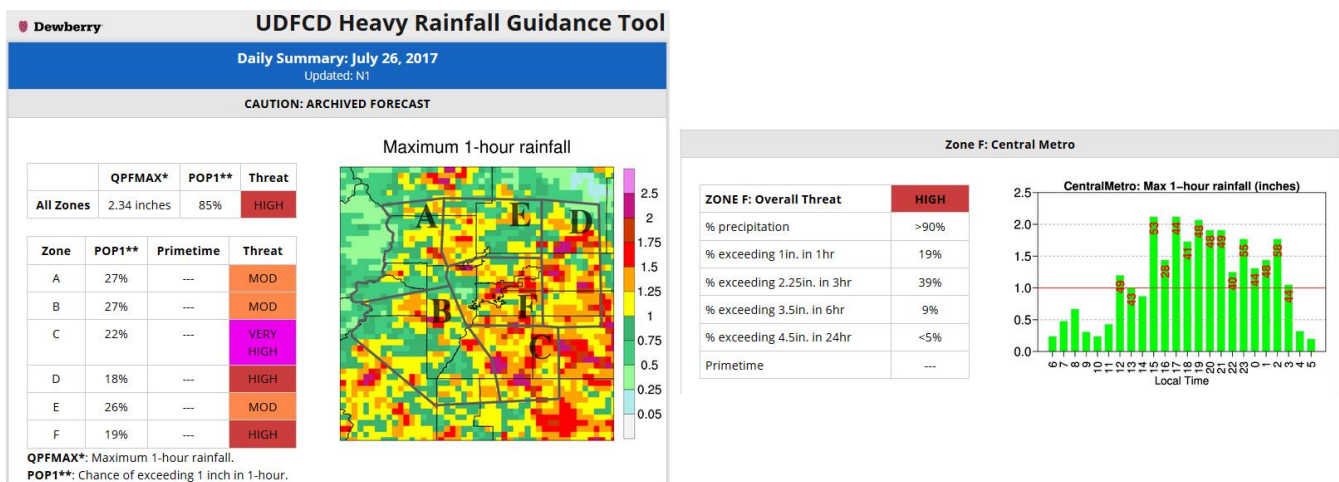 Dewberry
UDFCD Heavy Rainfall Guidance Tool
Daily Summary: July 26, 2017
Updated: N1
CAUTION: ARCHIVED FORECAST
QPFMAX* POP1** Threat
All Zones 2.34 inches 85% HIGH
Zone POP1** Primetime Threat
A 27% --- MOD
B 27% --- MOD
C 22% --- VERY HIGH
D 18% --- HIGH
E 26% --- MOD
F 19% --- HIGH
QPFMAX*: Maximum 1-hour rainfall.
POP1**: Chance of exceeding 1 inch in 1-hour.
Maximum 1-hour rainfall
A E D
B F
C
2.5
2
1.75
1.5
1.25
1
0.75
0.5
0.25
0.05
Zone F: Central Metro
ZONE F: Overall Threat HIGH
% precipitation >90%
% exceeding 1in. in 1hr 19%
% exceeding 2.25in. in 3hr 39%
% exceeding 3.5in. in 6hr 9%
% exceeding 4.5in. in 24hr <5%
Primetime ---
CentralMetro: Max 1-hour rainfall (inches)
2.5
2.0
1.5
1.0
0.5
0.0
49 43 53 28 44 41 48 48 49 40 55 44 48 58 44
6 7 8 9 10 11 12 13 14 15 16 17 18 19 20 21 22 23 0 1 2 3 4 5
Local Time